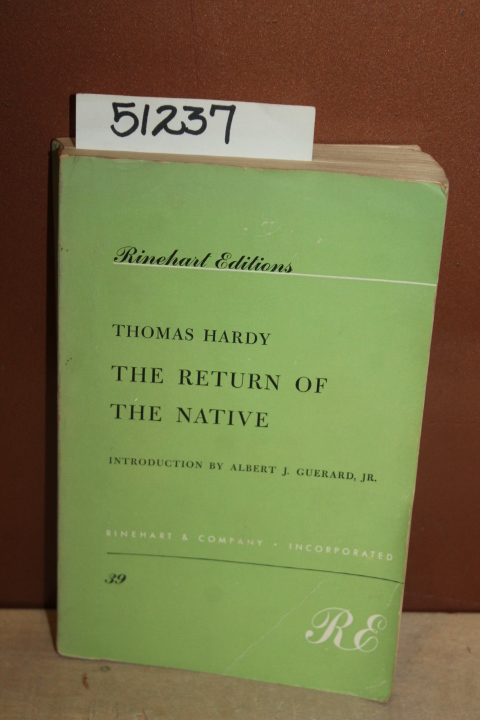 51237
Rinehart Editions
THOMAS HARDY
THE RETURN OF
THE NATIVE
INTRODUCTION BY ALBERT J. GUERARD, JR.
RINEHART & COMPANY · INCORPORATED
39
RE